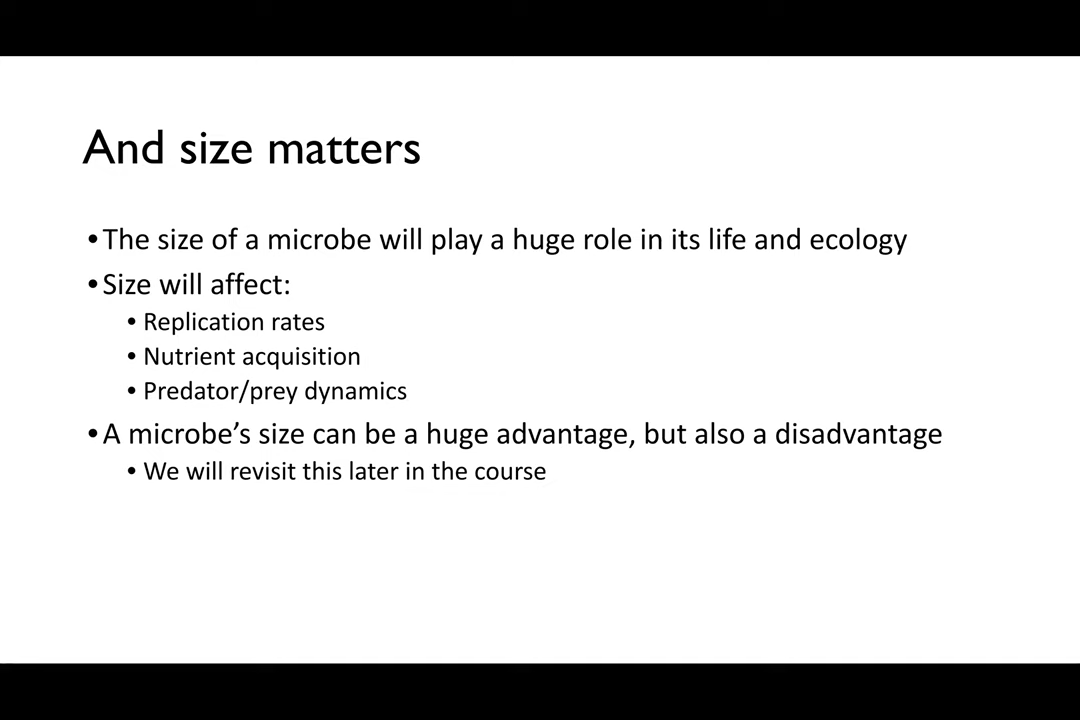 And size matters
•The size of a microbe will play a huge role in its life and ecology
•Size will affect:
• Replication rates
• Nutrient acquisition
• Predator/prey dynamics
•A microbe’s size can be a huge advantage, but also a disadvantage
• We will revisit this later in the course